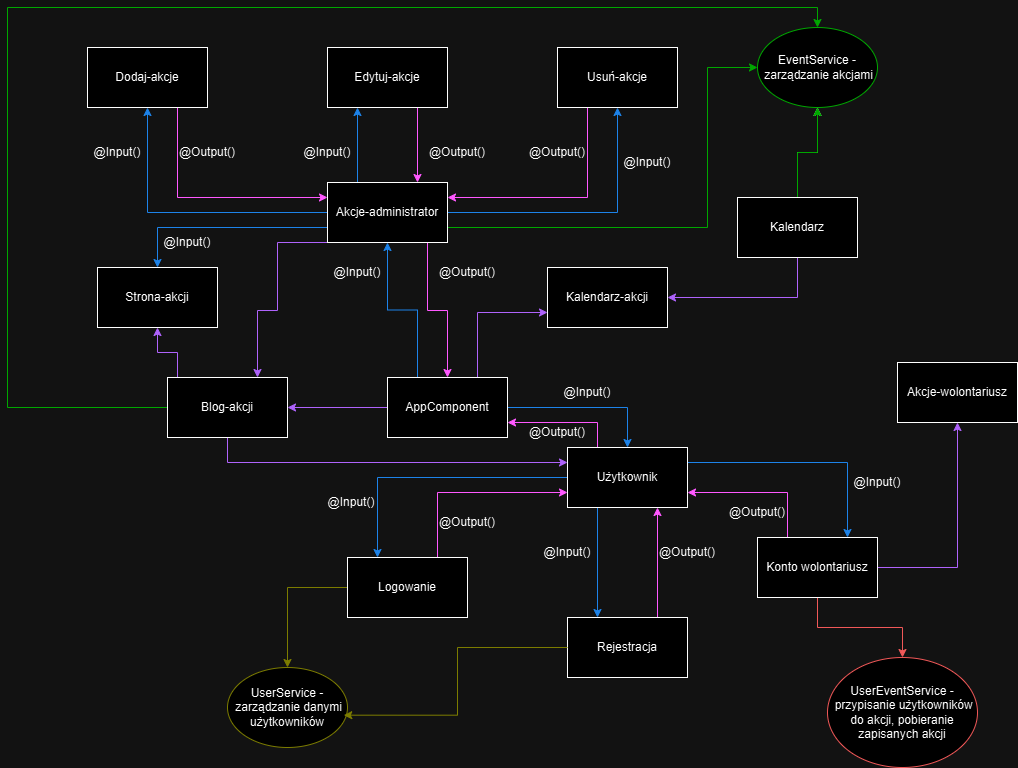 EventService -
zarządzanie akcjami
Dodaj-akcje
Edytuj-akcje
Usuń-akcje
@Input()
@Output()
@Input()
@Output()
@Output()
@Input()
Akcje-administrator
Kalendarz
@Input()
@Input()
@Output()
Strona-akcji
Kalendarz-akcji
@Input()
Akcje-wolontariusz
Blog-akcji
AppComponent
@Output()
Użytkownik
@Input()
@Input()
@Output()
@Output()
@Input()
@Output()
Konto wolontariusz
Logowanie
Rejestracja
UserService -
zarządzanie danymi
użytkowników
UserEventService -
przypisanie użytkowników
do akcji, pobieranie
zapisanych akcji